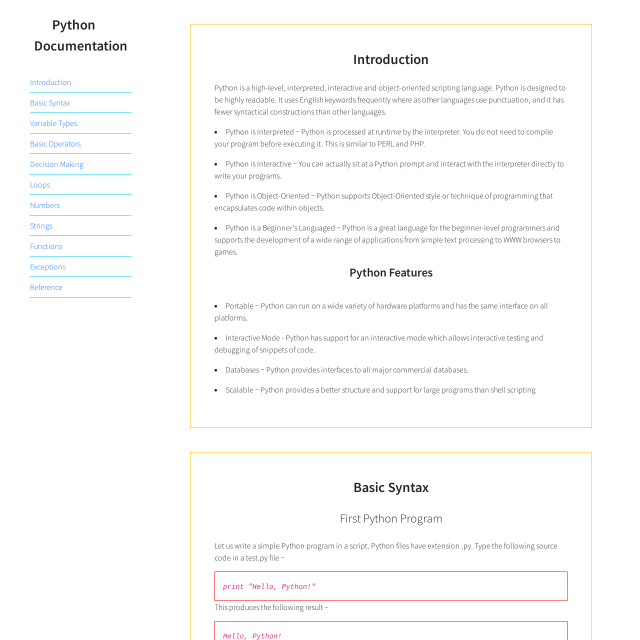 Python
Documentation
Introduction
Basic Syntax
Variable Types
Basic Operators
Decision Making
Loops
Numbers
Strings
Functions
Exceptions
Reference
Introduction
Python is a high-level, interpreted, interactive and object-oriented scripting language. Python is designed to
be highly readable. It uses English keywords frequently where as other languages use punctuation, and it has
fewer syntactical constructions than other languages.
• Python is Interpreted − Python is processed at runtime by the interpreter. You do not need to compile
your program before executing it. This is similar to PERL and PHP.
• Python is Interactive − You can actually sit at a Python prompt and interact with the interpreter directly to
write your programs.
• Python is Object-Oriented − Python supports Object-Oriented style or technique of programming that
encapsulates code within objects.
• Python is a Beginner's Languaged − Python is a great language for the beginner-level programmers and
supports the development of a wide range of applications from simple text processing to WWW browsers to
games.
Python Features
• Portable − Python can run on a wide variety of hardware platforms and has the same interface on all
platforms.
• Interactive Mode - Python has support for an interactive mode which allows interactive testing and
debugging of snippets of code.
• Databases − Python provides interfaces to all major commercial databases.
• Scalable − Python provides a better structure and support for large programs than shell scripting
Basic Syntax
First Python Program
Let us write a simple Python program in a script. Python files have extension .py. Type the following source
code in a test.py file −
print "Hello, Python!"
This produces the following result −
Hello, Python!